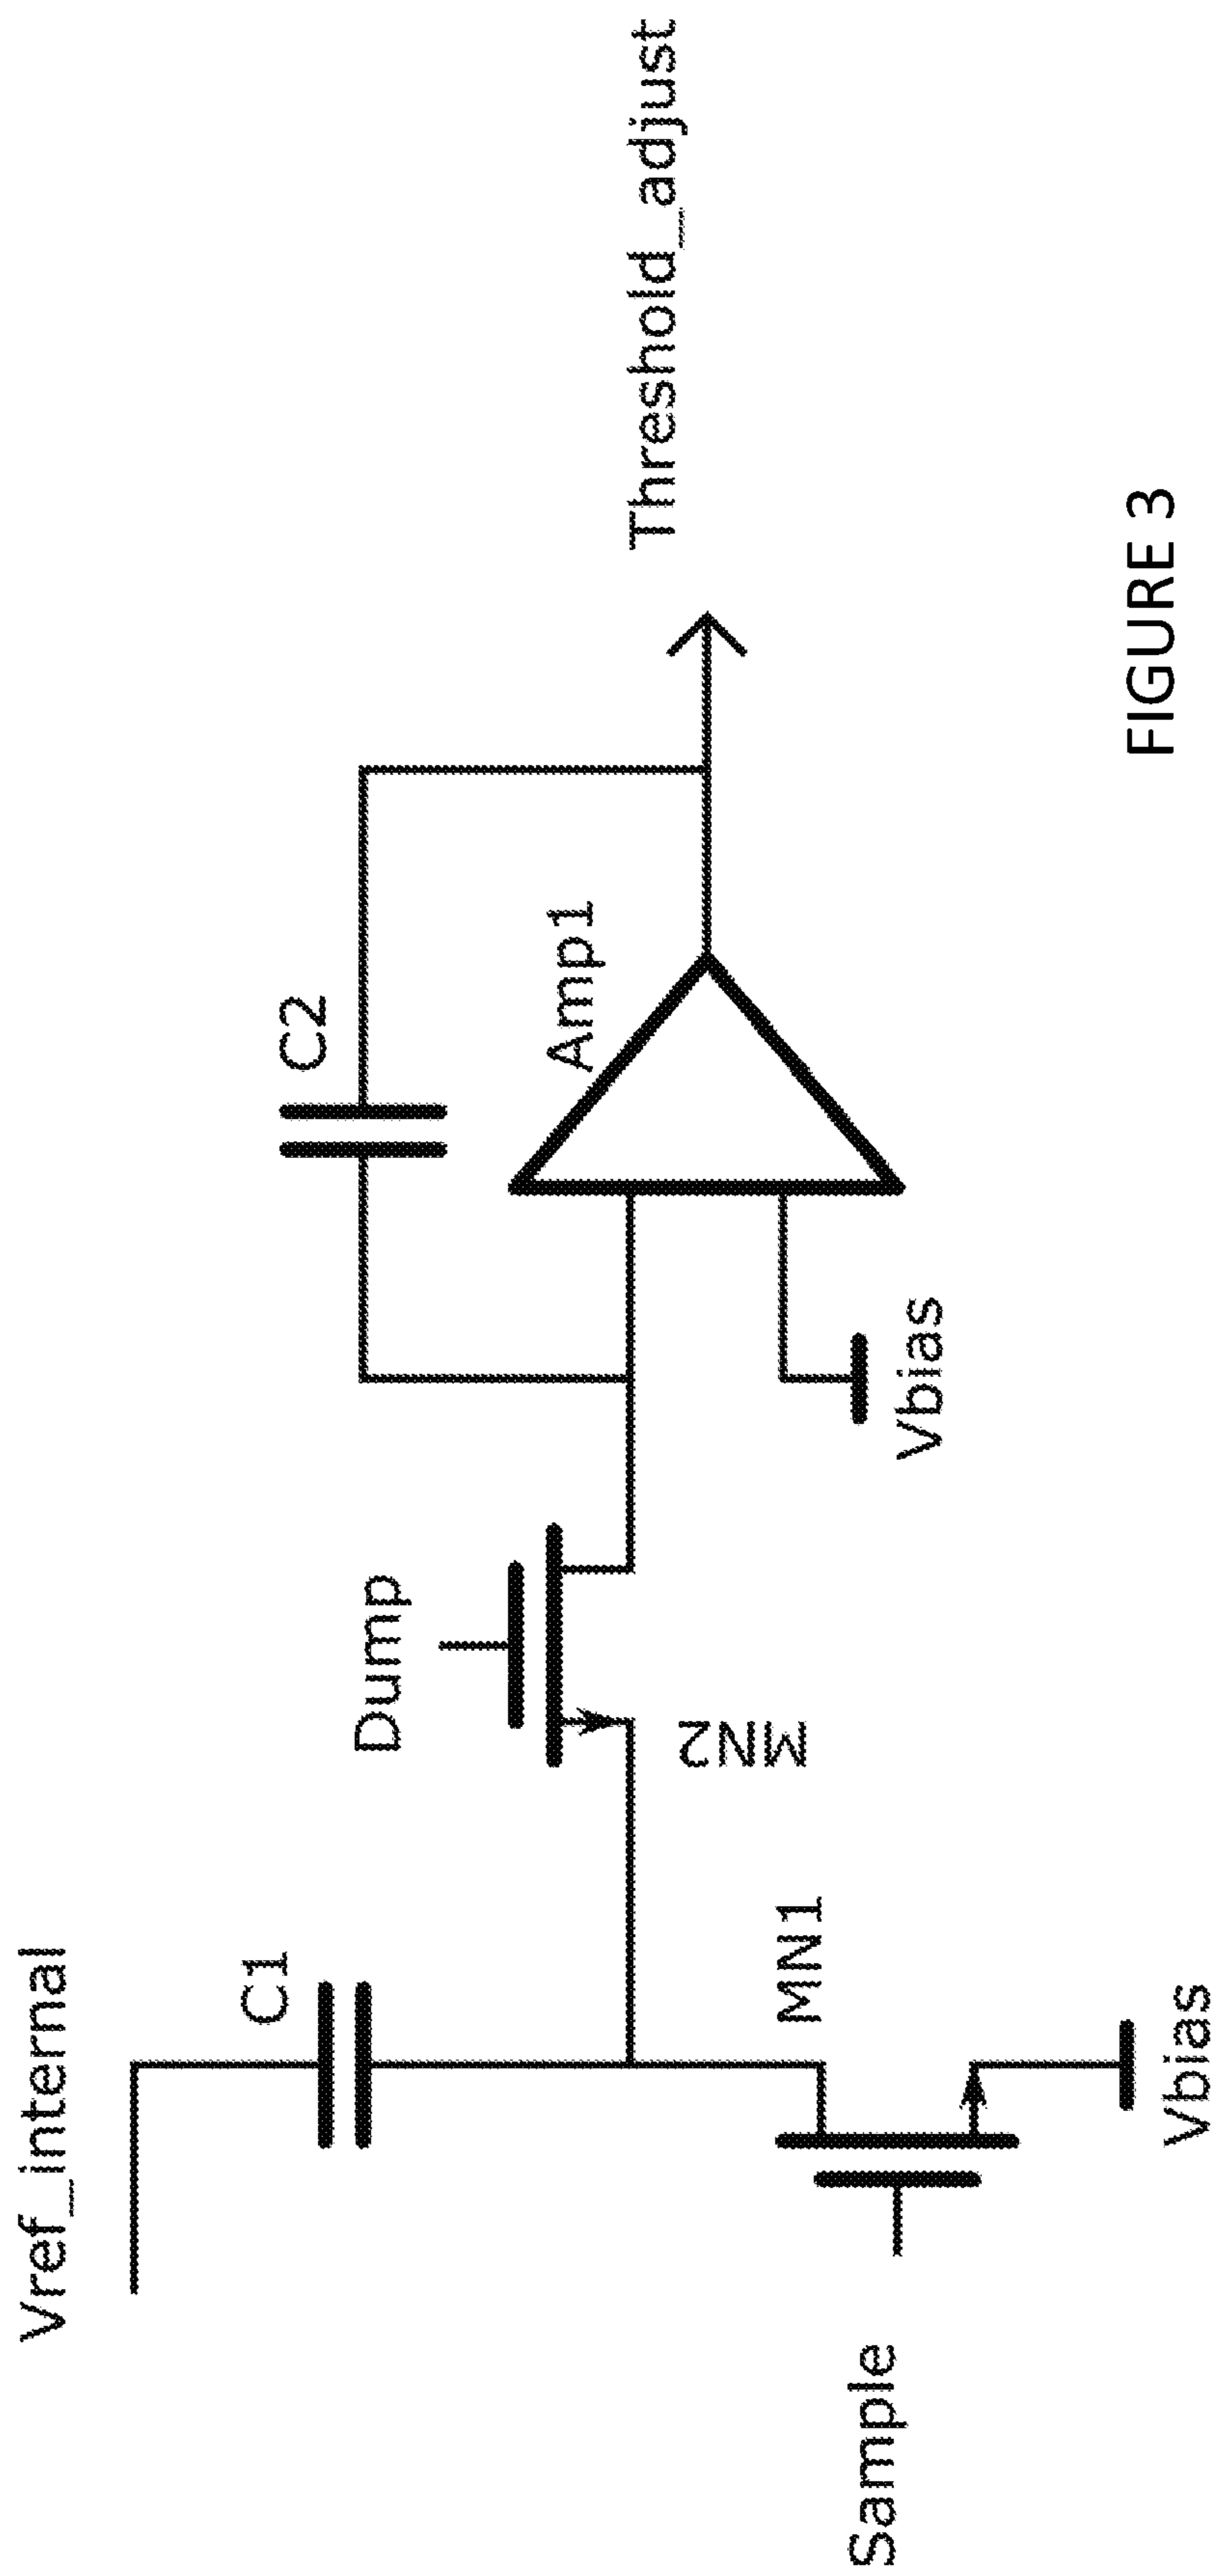 Vref_internal
C1
C2
Dump
Amp1
Threshold_adjust
MN2
MN1
Sample
Vbias
Vbias
FIGURE 3